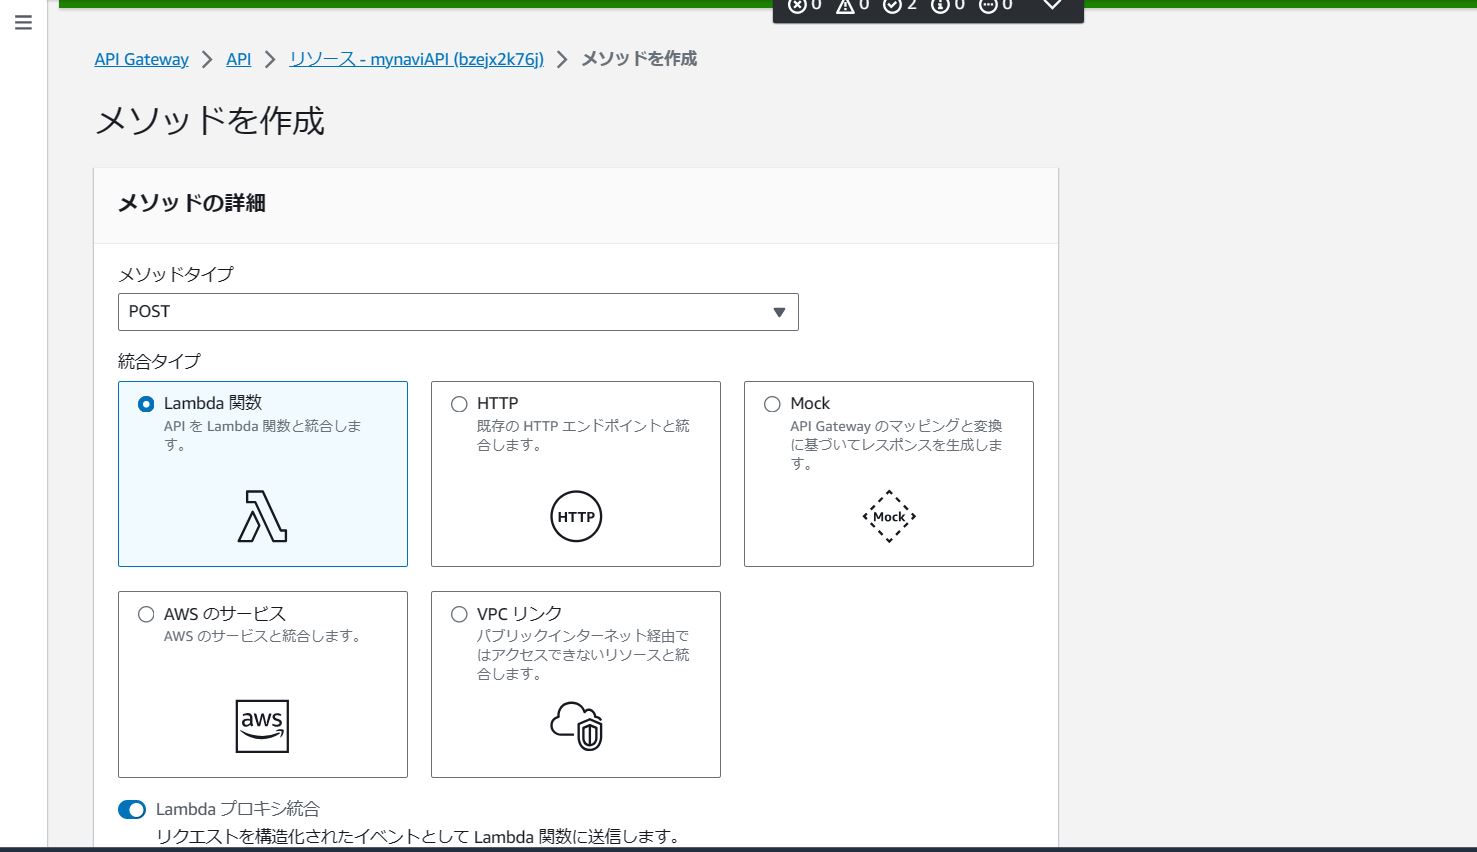 0 0 2 0 0
API Gateway > API > リソース - mynaviAPI (bzejx2k76j) > メソッドを作成
メソッドを作成
メソッドの詳細
メソッドタイプ
POST
統合タイプ
Lambda 関数
API を Lambda 関数と統合しま
す。
HTTP
既存の HTTP エンドポイントと統
合します。
HTTP
Mock
API Gateway のマッピングと変換
に基づいてレスポンスを生成しま
す。
Mock
AWS のサービス
AWS のサービスと統合します。
aws
VPC リンク
パブリックインターネット経由で
はアクセスできないリソースと統
合します。
Lambda プロキシ統合
リクエストを構造化されたイベントとして Lambda 関数に送信します。